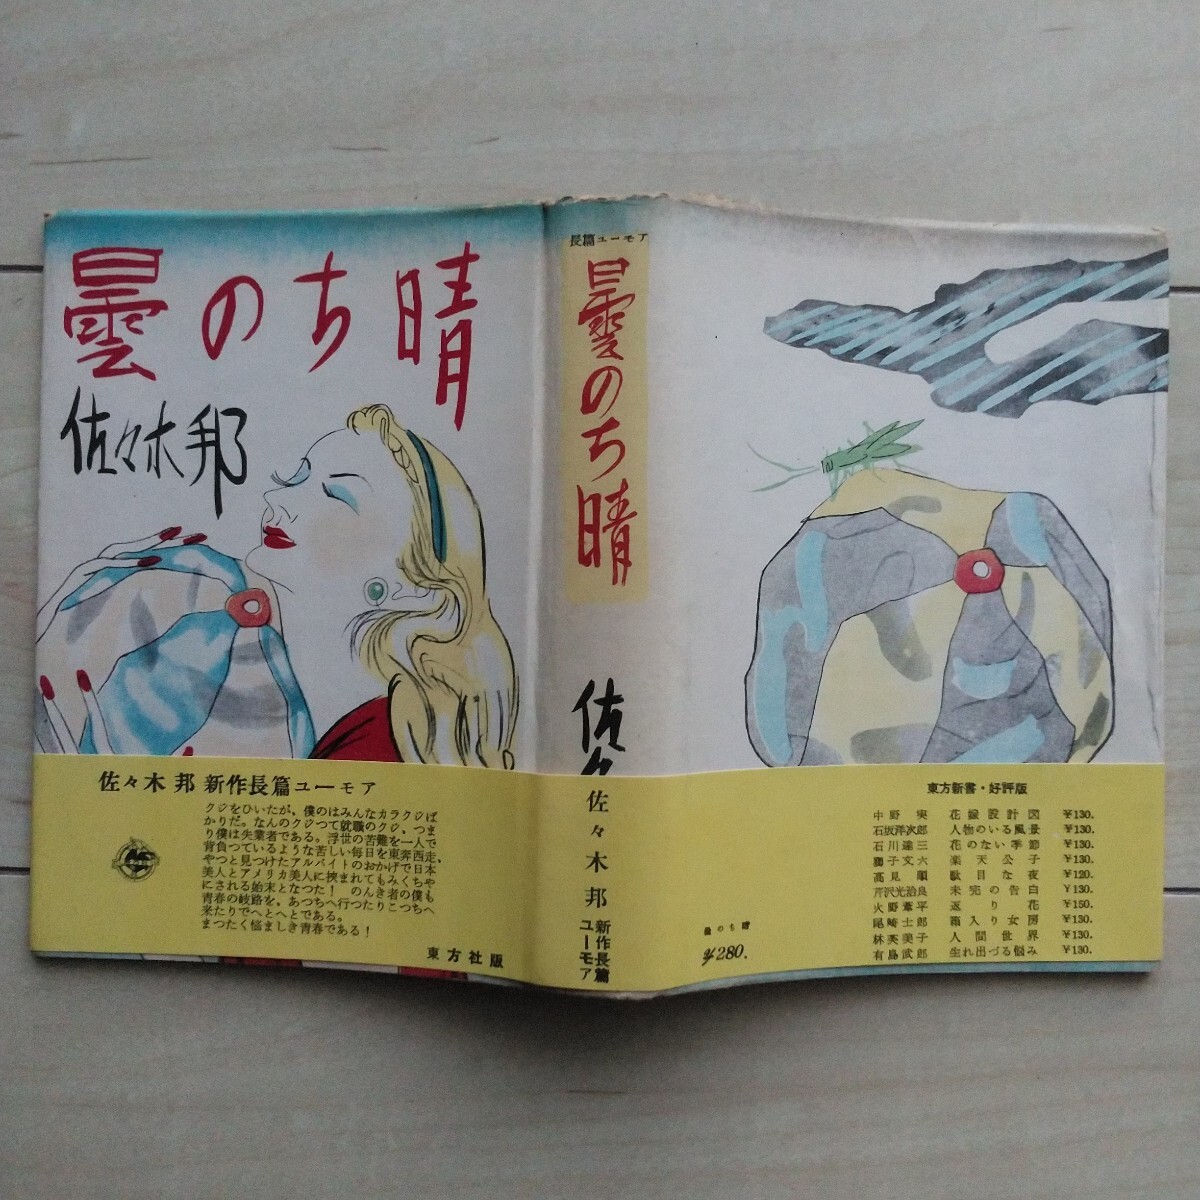 曇のち晴
佐々木邦
佐々木邦 新作長篇ユーモア
クジをひいたが、僕のはみんなカラクジば
かりだ。なんのクジつて就職のクジ、つま
り僕は失業者である。浮世の苦難を一人で
背負つているような苦しい毎日を東奔西走、
やつと見つけたアルバイトのおかげで日本
美人とアメリカ美人に挟まれてもみくちや
にされる始末となつた! のんき者の僕も
青春の岐路を、あつちへ行つたりこつちへ
来たりでへとへとである。
まつたく悩ましき青春である!
東方社版
長篇ユーモア
曇のち晴
佐々
佐々木邦
新作長篇
ユーモア
曇のち晴
¥280.
東方新書・好評版
中野実 花嫁設計図 ¥130.
石坂洋次郎 人物のいる風景 ¥130.
石川達三 花のない季節 ¥130.
獅子文六 楽天公子 ¥130.
高見順 駄目な夜 ¥120.
芹沢光治良 未完の告白 ¥130.
火野葦平 返り花 ¥150.
尾崎士郎 霜入り女房 ¥130.
林芙美子 人間世界 ¥130.
有島武郎 生れ出づる悩み ¥130.